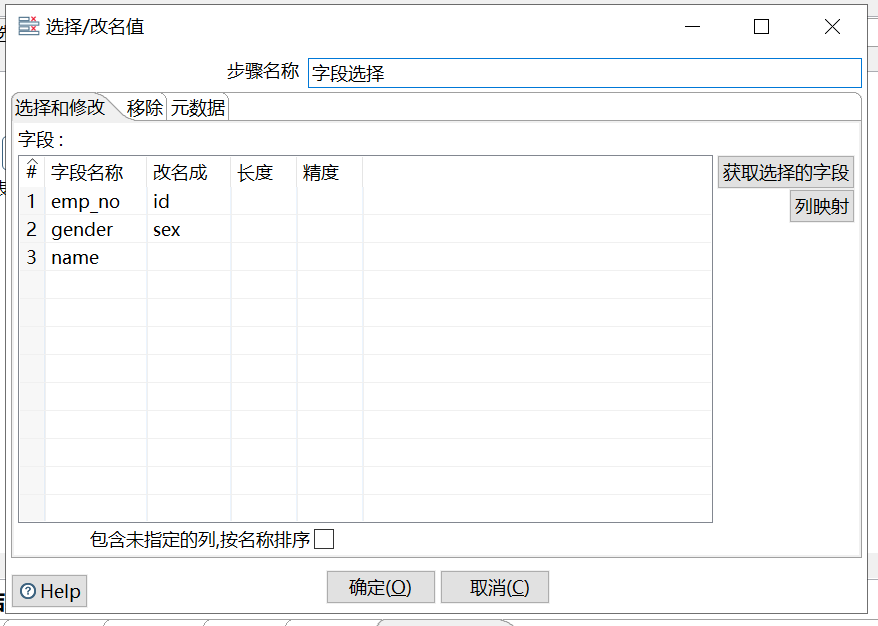 选择/改名值
步骤名称 字段选择
选择和修改 移除 元数据
字段 :
# 字段名称 改名成 长度 精度
获取选择的字段
1 emp_no id
列映射
2 gender sex
3 name
包含未指定的列,按名称排序
Help 确定(O) 取消(C)